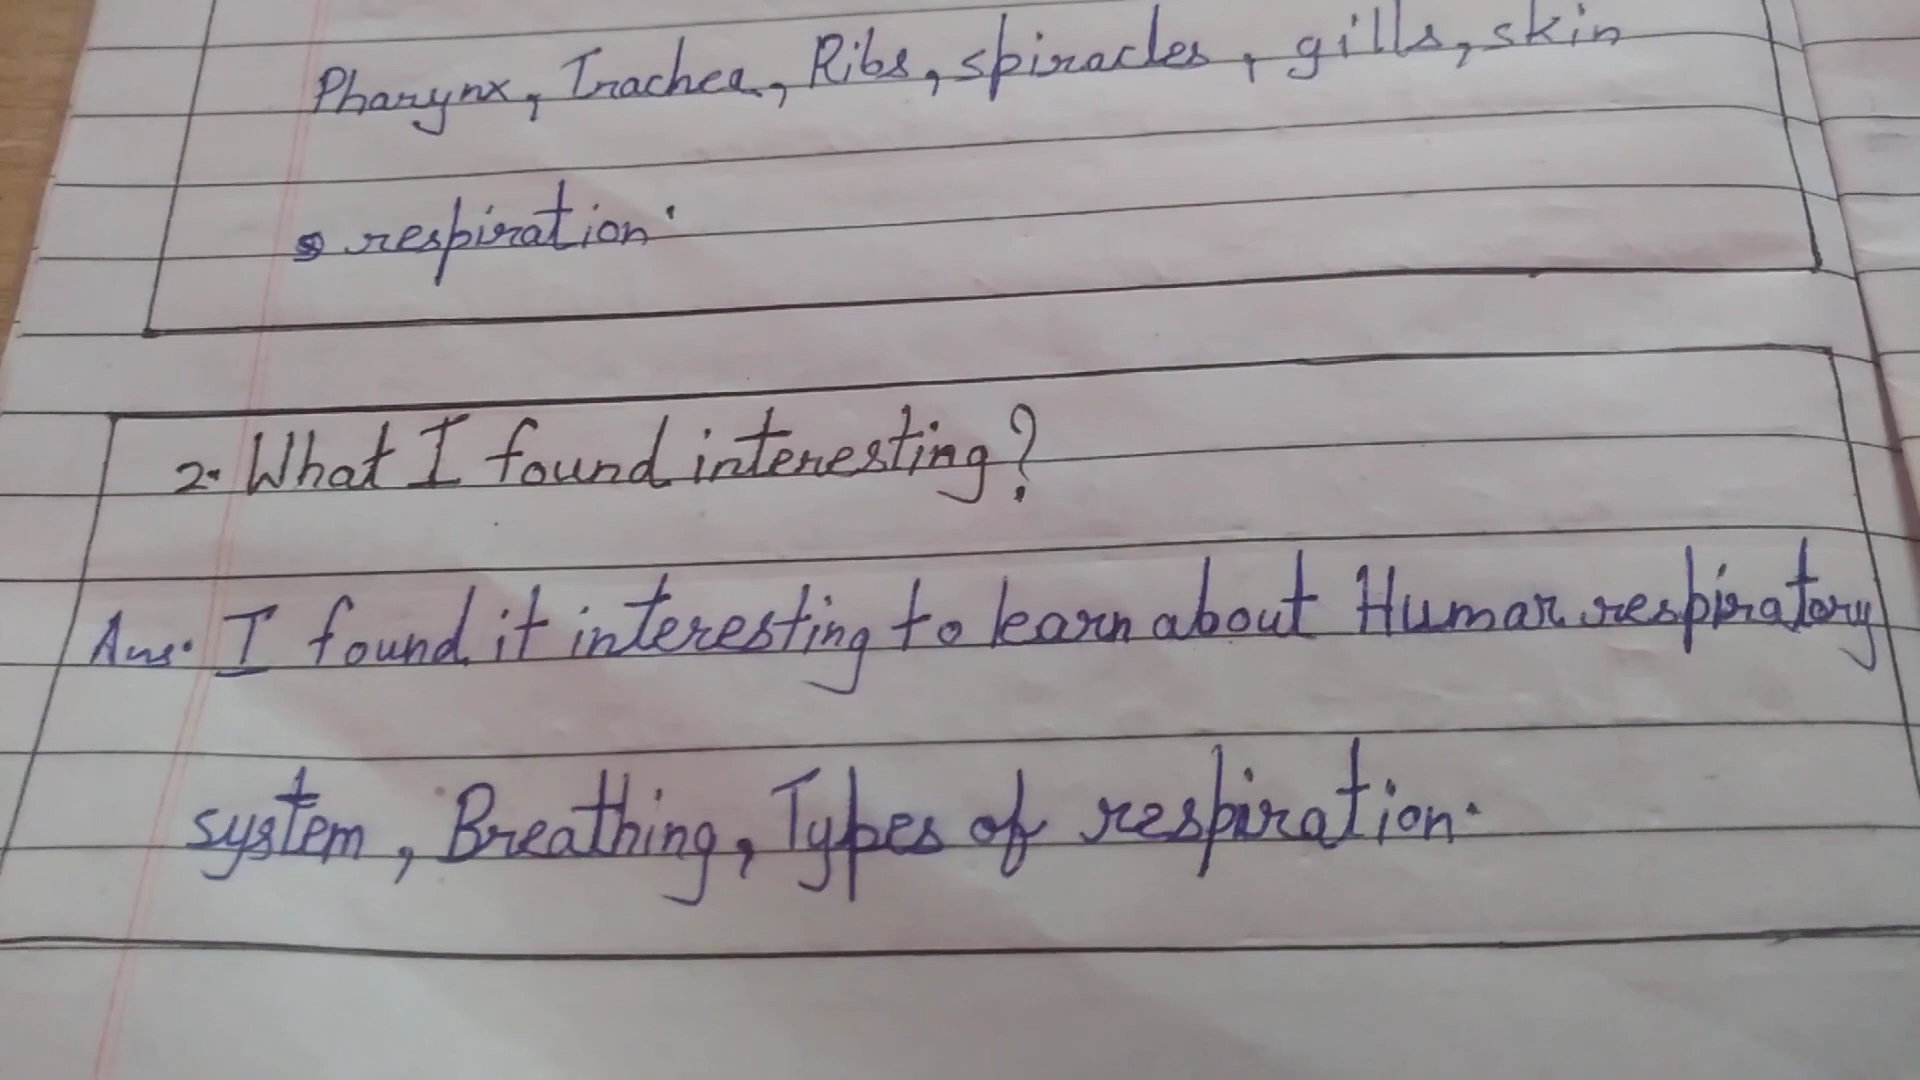 Pharynx, Trachea, Ribs, spiracles, gills, skin
respiration.
2. What I found interesting?
Ans. I found it interesting to learn about Human respiratory
system, Breathing, Types of respiration.